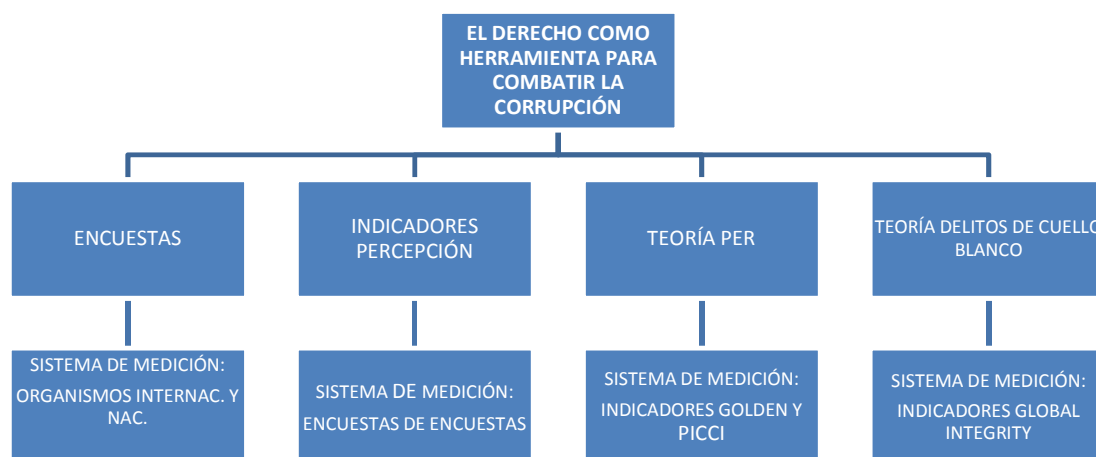 EL DERECHO COMO
HERRAMIENTA PARA
COMBATIR LA
CORRUPCIÓN
ENCUESTAS
INDICADORES
PERCEPCIÓN
TEORÍA PER
TEORÍA DELITOS DE CUELLO
BLANCO
SISTEMA DE MEDICIÓN:
ORGANISMOS INTERNAC. Y
NAC.
SISTEMA DE MEDICIÓN:
ENCUESTAS DE ENCUESTAS
SISTEMA DE MEDICIÓN:
INDICADORES GOLDEN Y
PICCI
SISTEMA DE MEDICIÓN:
INDICADORES GLOBAL
INTEGRITY